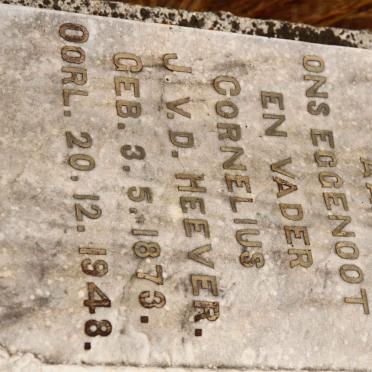 ONS EGGENOOT
EN VADER
CORNELIUS
J. V. D. HEEVER.
GEB. 3. 5. 1873.
OORL. 20. 12. 1948.